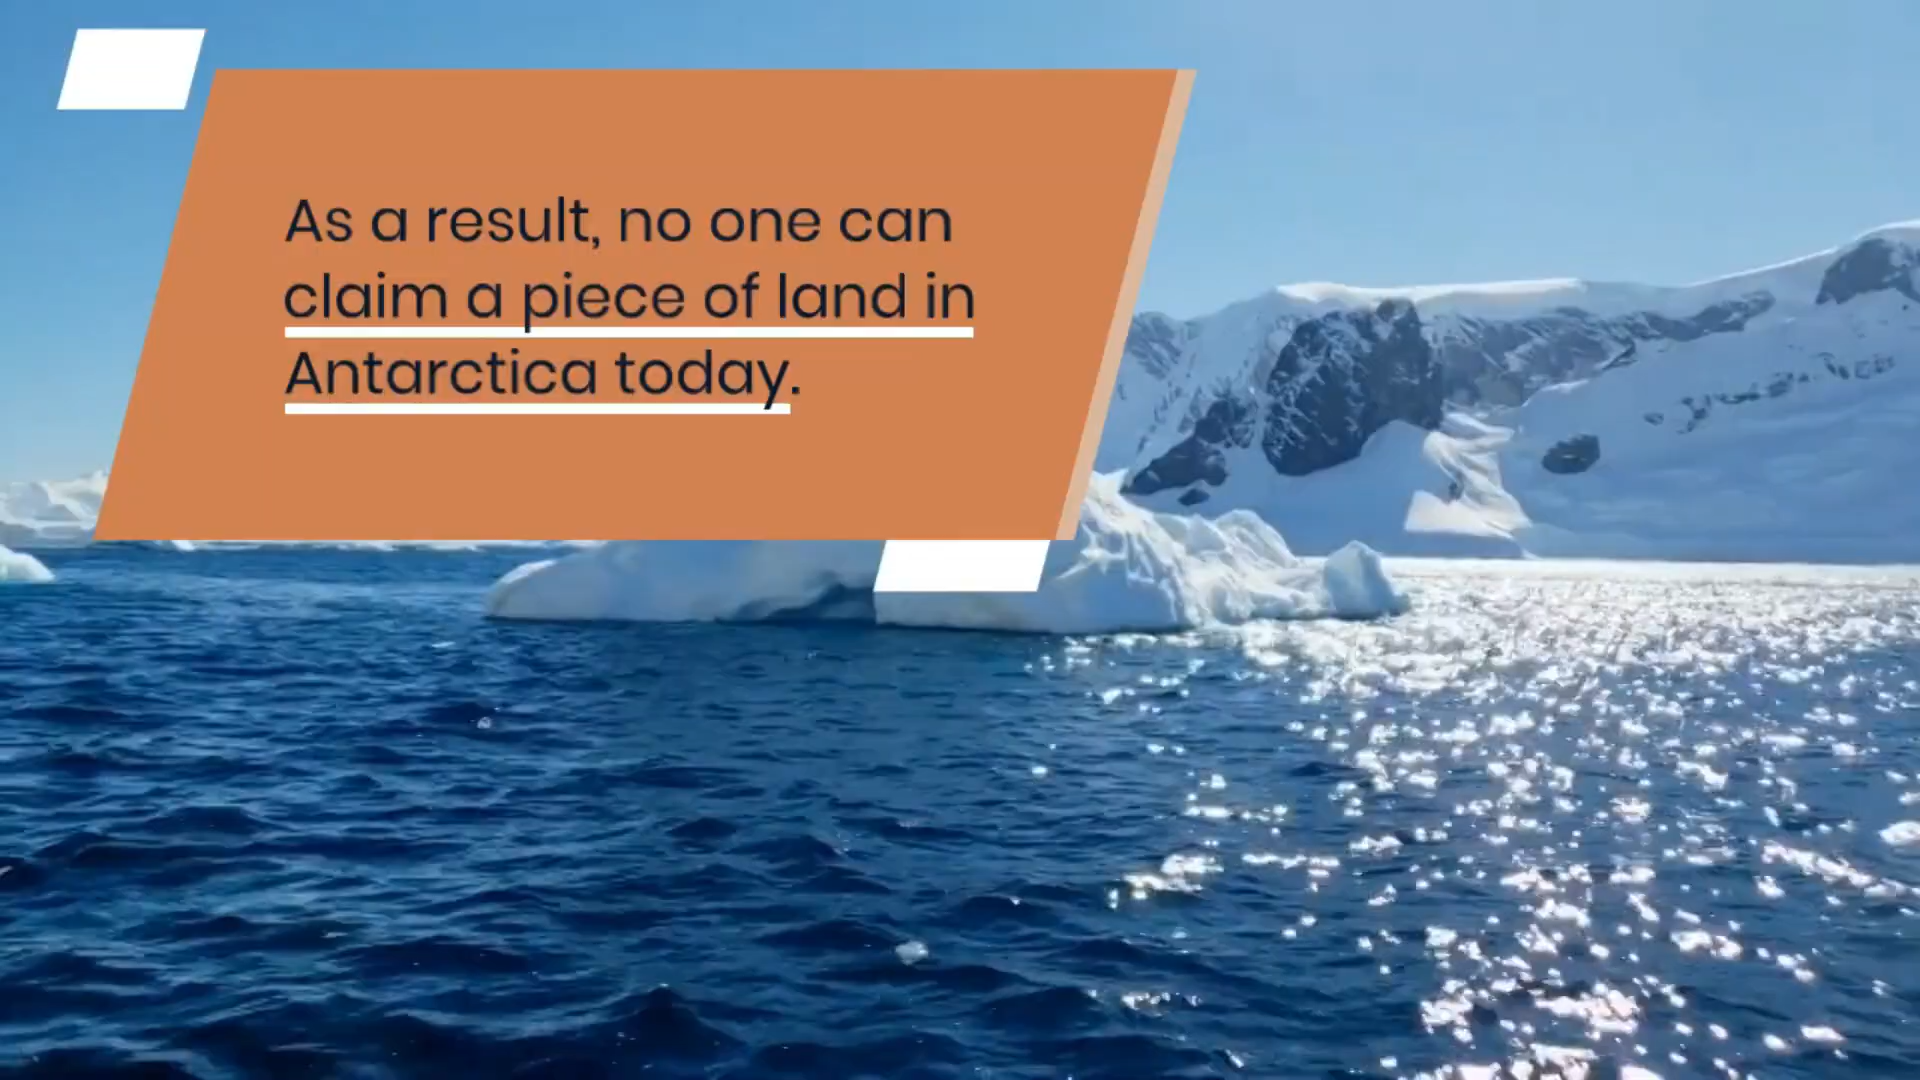 As a result, no one can
claim a piece of land in
Antarctica today.